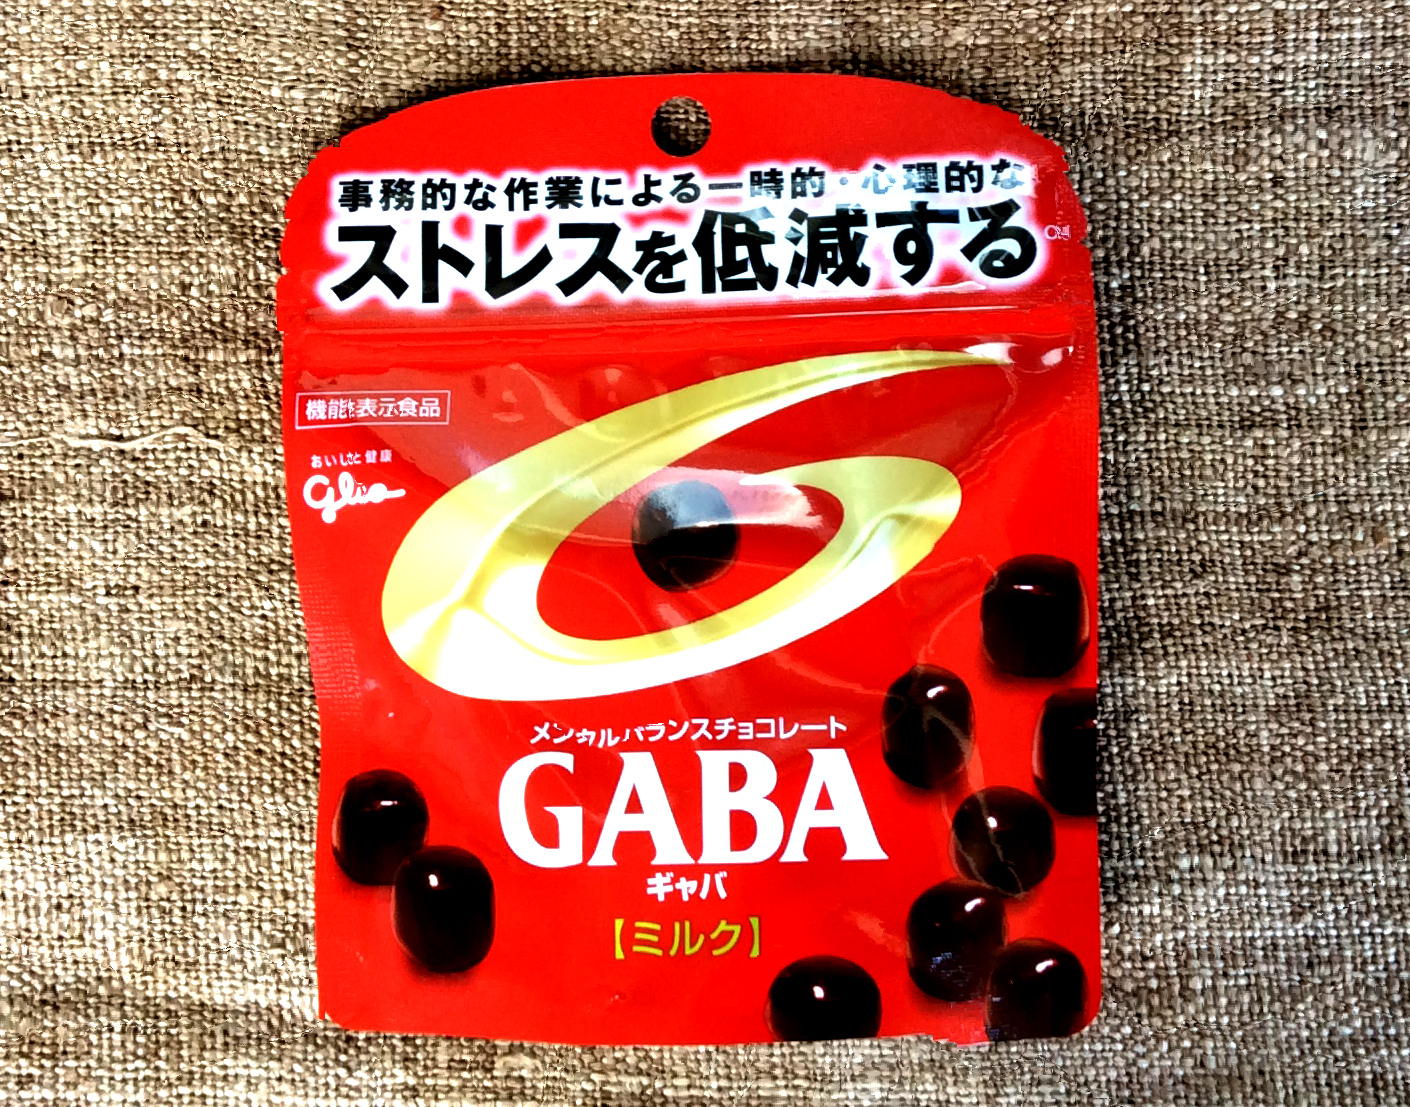 事務的な作業による一時的・心理的な
ストレスを低減する
機能性表示食品
おいしさと健康
glico
メンタルバランスチョコレート
GABA
ギャバ
【ミルク】